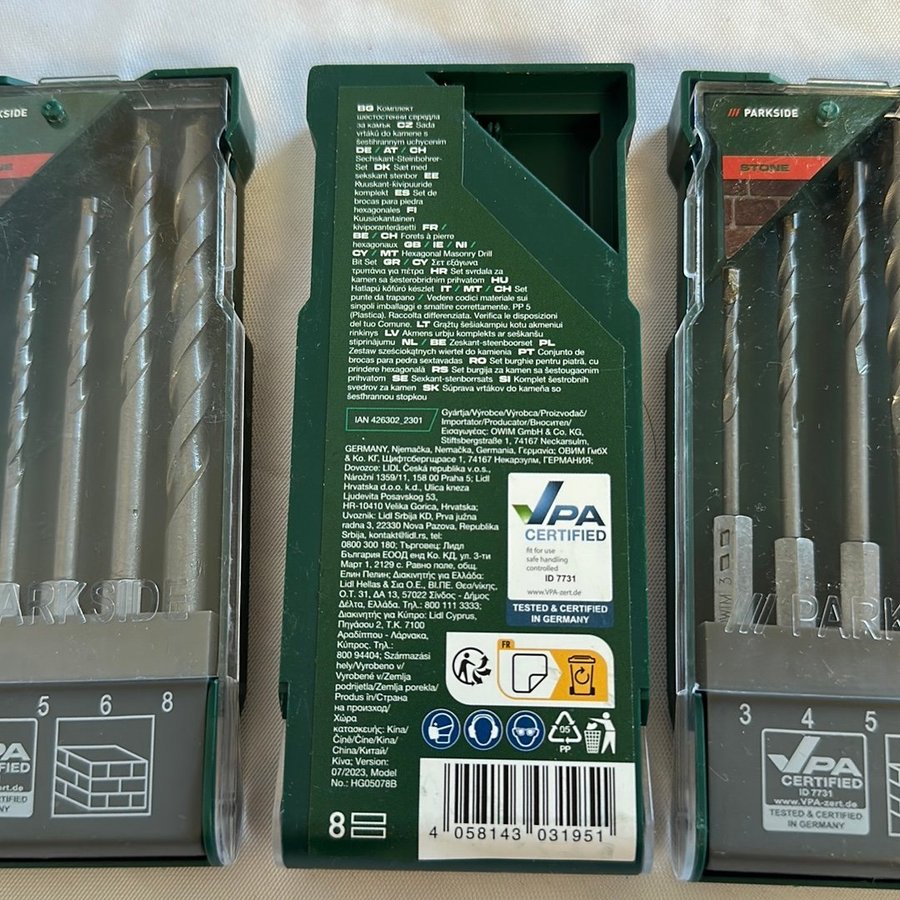 KSIDE
NE
PARKSIDE
5 6 8
PA
FIED
ERTIFIED
NY
BG Комплект
шестостенни свредла
за камък CZ Sada
vrtáků do kamene s
šestihranným uchycením
DE / AT / CH
Sechskant-Steinbohrer-
Set DK Sæt med
sekskant stenbor EE
Kuuskant-kivipuuride
komplekt ES Set de
brocas para piedra
hexagonales FI
Kuusiokantainen
kiviporanteräsetti FR /
BE / CH Forets à pierre
hexagonaux GB / IE / NI /
CY / MT Hexagonal Masonry Drill
Bit Set GR / CY Σετ εξάγωνα
τρυπάνια για πέτρα HR Set svrdala za
kamen sa šesterobridnim prihvatom HU
Hatlapú kőfúró készlet IT / MT / CH Set
punte da trapano / Vedere codici materiale sui
singoli imballaggi e smaltire correttamente. PP 5
(Plastica). Raccolta differenziata. Verifica le disposizioni
del tuo Comune. LT Grąžtų šešiakampiu kotu akmeniui
rinkinys LV Akmens urbju komplekts ar seškanšu
stiprinājumu NL / BE Zeskant-steenboorset PL
Zestaw sześciokątnych wierteł do kamienia PT Conjunto de
brocas para pedra sextavadas RO Set burghie pentru piatră, cu
prindere hexagonală RS Set burgija za kamen sa šestougaonim
prihvatom SE Sexkant-stenborrsats SI Komplet šestrobnih
svedrov za kamen SK Súprava vrtákov do kameňa so
šesthrannou stopkou
IAN 426302_2301
Gyártja/Výrobce/Výrobca/Proizvođač/
Importator/Producator/Вносител/
Εισαγωγέας: OWIM GmbH & Co. KG,
Stiftsbergstraße 1, 74167 Neckarsulm,
GERMANY, Njemačka, Nemačka, Germania, Γερμανία; ОВИМ ГмбХ
& Ко. КГ, Щифтсбергщрасе 1, 74167 Некарзулм, ГЕРМАНИЯ;
Dovozce: LIDL Česká republika v.o.s.,
Nárožní 1359/11, 158 00 Praha 5; Lidl
Hrvatska d.o.o. k.d., Ulica kneza
Ljudevita Posavskog 53,
HR-10410 Velika Gorica, Hrvatska;
Uvoznik: Lidl Srbija KD, Prva južna
radna 3, 22330 Nova Pazova, Republika
Srbija, kontakt@lidl.rs, tel:
0800 300 180; Търговец: Лидл
България ЕООД енд Ко. КД, ул. 3-ти
Март 1, 2129 с. Равно поле, общ.
Елин Пелин; Διακινητής για Ελλάδα:
Lidl Hellas & Σια Ο.Ε., ΒΙ.ΠΕ. Θεσ/νίκης,
Ο.Τ. 31, ΔΑ 13, 57022 Σίνδος - Δήμος
Δέλτα, Ελλάδα. Τηλ.: 800 111 3333;
Διακινητής για Κύπρο: Lidl Cyprus,
Πηγάσου 2, Τ.Κ. 7100
Αραδίππου - Λάρνακα,
Κύπρος. Τηλ.:
800 94404; Származási
hely/Vyrobeno v/
Vyrobené v/Zemlja
podrijetla/Zemlja porekla/
Produs în/Страна
на произход/
Χώρα
κατασκευής: Kína/
Čině/Číne/Kina/
China/Китай/
Κίνα; Version:
07/2023, Model
No.: HG05078B
VPA
CERTIFIED
fit for use
safe handling
controlled
ID 7731
www.VPA-zert.de
TESTED & CERTIFIED
IN GERMANY
FR
05
PP
8
4 058143 031951
/// PARKSIDE
STONE
OWIM 3
/// PARK
3 4 5
VPA
CERTIFIED
ID 7731
www.VPA-zert.de
TESTED & CERTIFIED
IN GERMANY